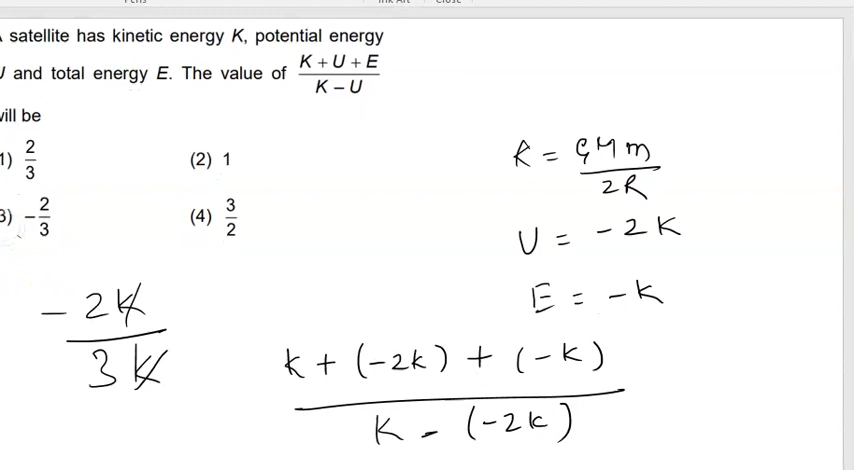 satellite has kinetic energy K, potential energy
U and total energy E. The value of (K + U + E)/(K – U)
will be
1) 2/3
(2) 1
3) –2/3
(4) 3/2
K = GMm/2R
U = -2K
E = -K
-2K/3K
K + (-2K) + (-K)
K - (-2K)